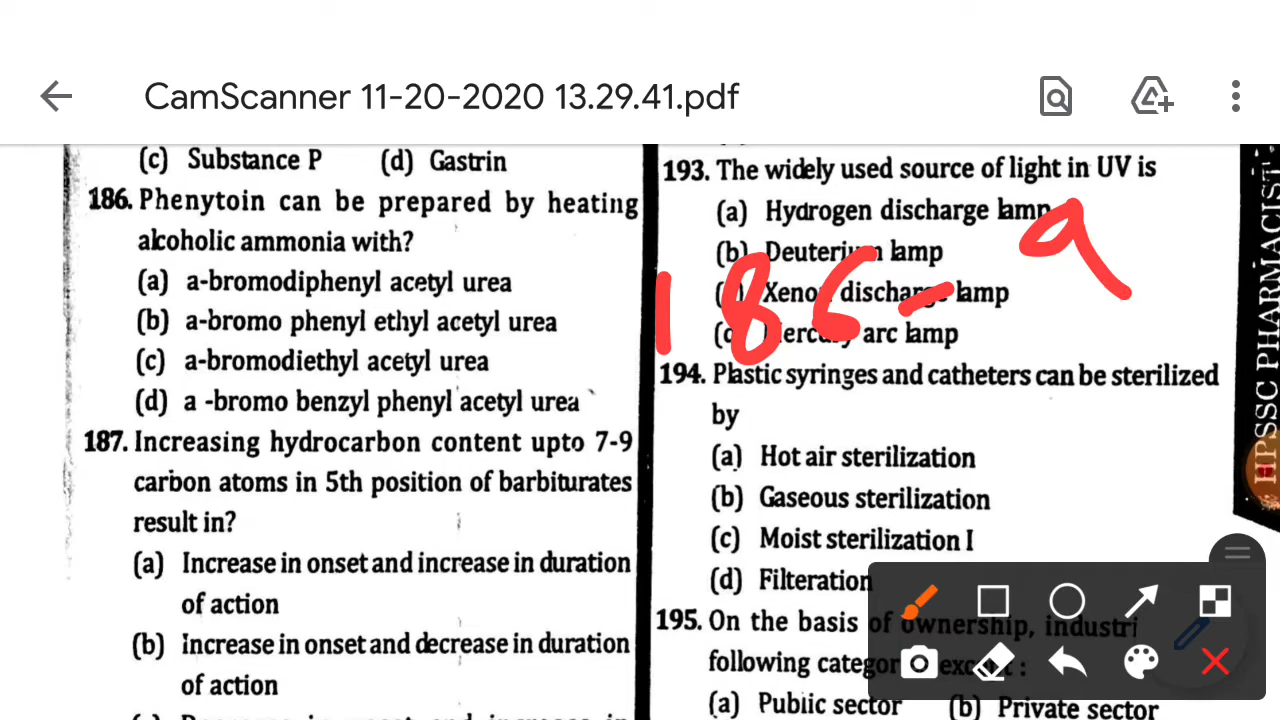 CamScanner 11-20-2020 13.29.41.pdf
(c) Substance P (d) Gastrin
186. Phenytoin can be prepared by heating
alcoholic ammonia with?
(a) a-bromodiphenyl acetyl urea
(b) a-bromo phenyl ethyl acetyl urea
(c) a-bromodiethyl acetyl urea
(d) a -bromo benzyl phenyl acetyl urea
187. Increasing hydrocarbon content upto 7-9
carbon atoms in 5th position of barbiturates
result in?
(a) Increase in onset and increase in duration
of action
(b) Increase in onset and decrease in duration
of action
193. The widely used source of light in UV is
(a) Hydrogen discharge lamp
(b) Deuterium lamp
Xenon discharge lamp
Mercury arc lamp
186-a
194. Plastic syringes and catheters can be sterilized
by
(a) Hot air sterilization
(b) Gaseous sterilization
(c) Moist sterilization I
(d) Filteration
195. On the basis of ownership, industri
following categor
(a) Public sector (b) Private sector
HPSSC PHARMACIST